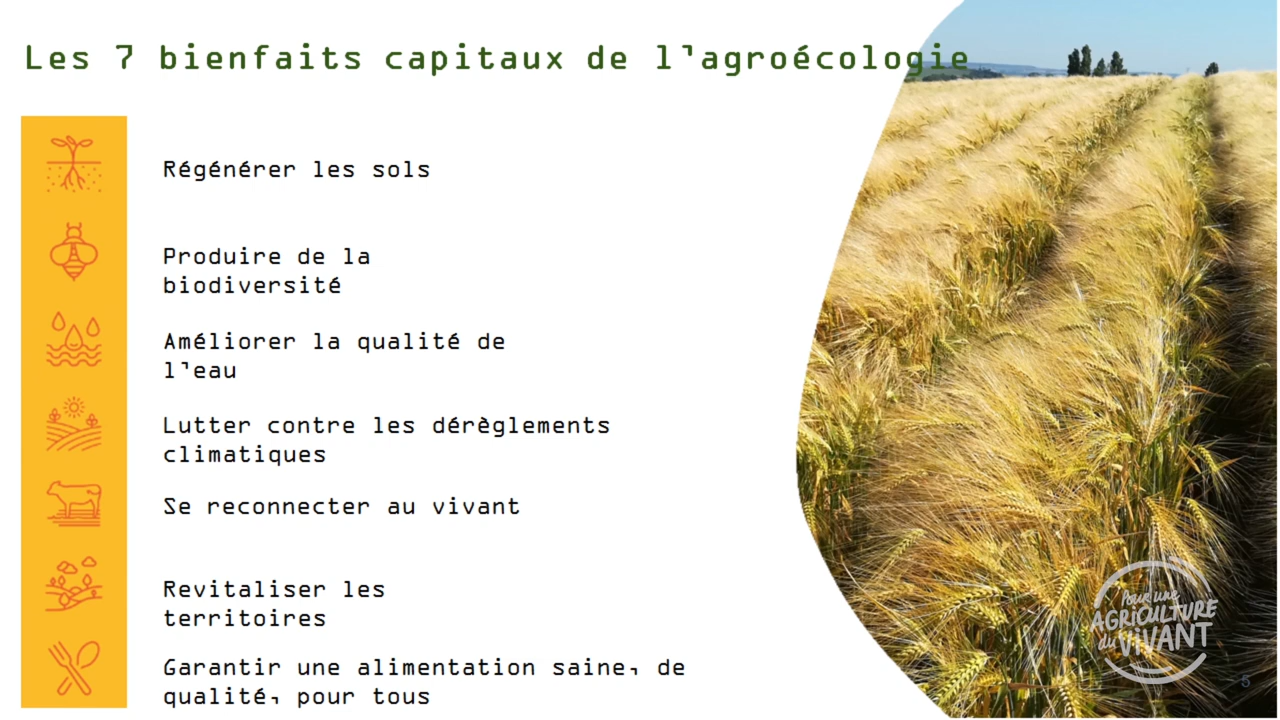 Les 7 bienfaits capitaux de l'agroécologie
Régénérer les sols
Produire de la
biodiversité
Améliorer la qualité de
l'eau
Lutter contre les dérèglements
climatiques
Se reconnecter au vivant
Revitaliser les
territoires
Garantir une alimentation saine, de
qualité, pour tous
Pour une
AGRICULTURE
du VIVANT
5